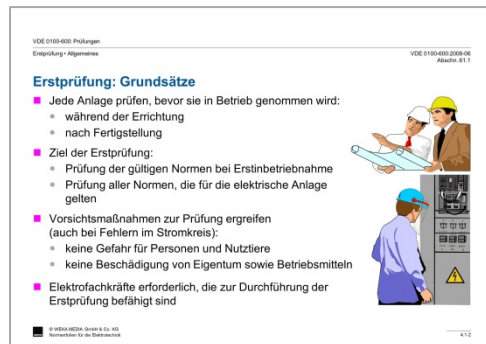 VDE 0100-600: Prüfungen
Erstprüfung • Allgemeines
VDE 0100-600:2008-06
Abschn. 61.1
Erstprüfung: Grundsätze
Jede Anlage prüfen, bevor sie in Betrieb genommen wird:
während der Errichtung
nach Fertigstellung
Ziel der Erstprüfung:
Prüfung der gültigen Normen bei Erstinbetriebnahme
Prüfung aller Normen, die für die elektrische Anlage
gelten
Vorsichtsmaßnahmen zur Prüfung ergreifen
(auch bei Fehlern im Stromkreis):
keine Gefahr für Personen und Nutztiere
keine Beschädigung von Eigentum sowie Betriebsmitteln
Elektrofachkräfte erforderlich, die zur Durchführung der
Erstprüfung befähigt sind
© WEKA MEDIA GmbH & Co. KG
Normenfolien für die Elektrotechnik
4.1-2